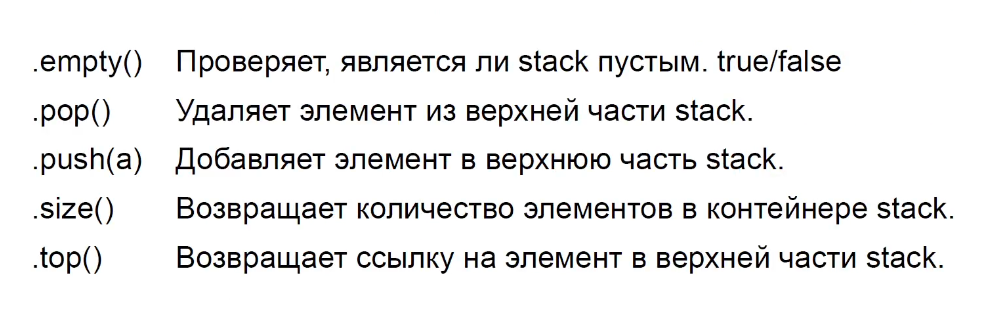 .empty() Проверяет, является ли stack пустым. true/false
.pop() Удаляет элемент из верхней части stack.
.push(a) Добавляет элемент в верхнюю часть stack.
.size() Возвращает количество элементов в контейнере stack.
.top() Возвращает ссылку на элемент в верхней части stack.